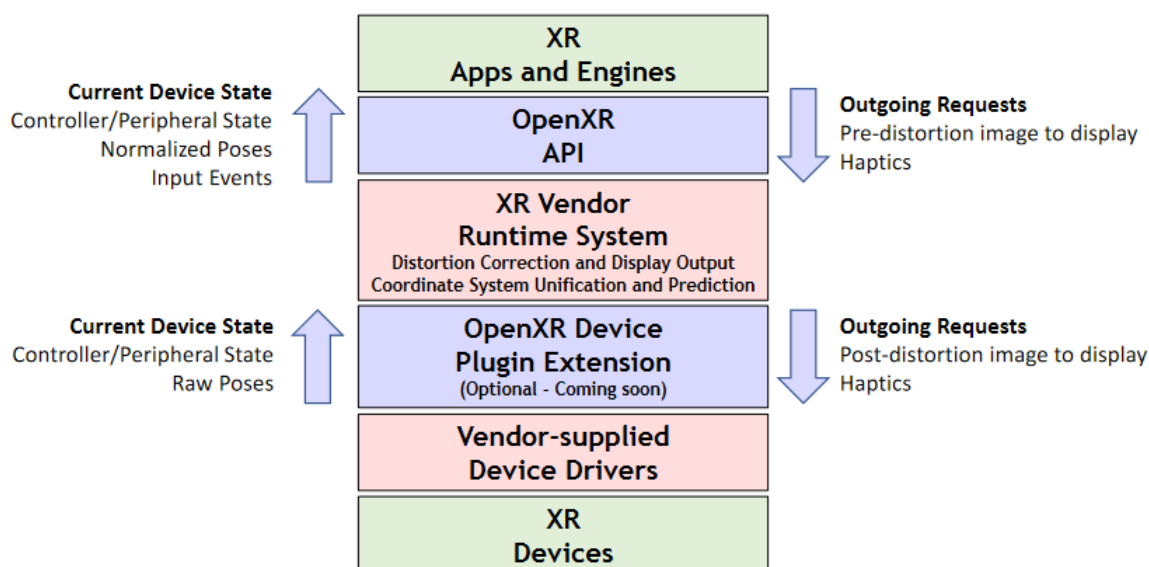 XR
Apps and Engines
Current Device State
Controller/Peripheral State
Normalized Poses
Input Events
OpenXR
API
Outgoing Requests
Pre-distortion image to display
Haptics
XR Vendor
Runtime System
Distortion Correction and Display Output
Coordinate System Unification and Prediction
Current Device State
Controller/Peripheral State
Raw Poses
OpenXR Device
Plugin Extension
(Optional - Coming soon)
Outgoing Requests
Post-distortion image to display
Haptics
Vendor-supplied
Device Drivers
XR
Devices